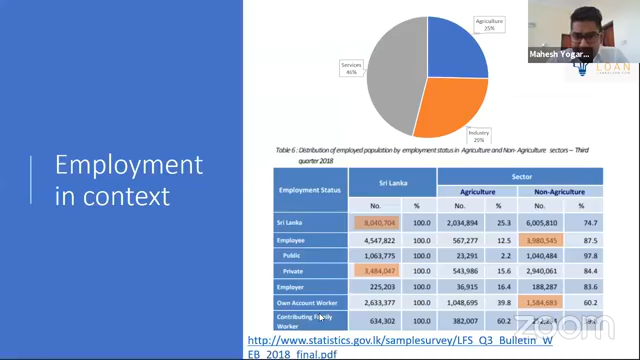 Employment
in context
Agriculture
25%
Services
46%
Industry
29%
Mahesh Yogar...
LOAN
Table 6 : Distribution of employed population by employment status in Agriculture and Non- Agriculture sectors – Third
quarter 2018
Employment Status Sri Lanka Sector
Agriculture Non-Agriculture
No. % No. % No. %
Sri Lanka 8,040,704 100.0 2,034,894 25.3 6,005,810 74.7
Employee 4,547,822 100.0 567,277 12.5 3,980,545 87.5
Public 1,063,775 100.0 23,291 2.2 1,040,484 97.8
Private 3,484,047 100.0 543,986 15.6 2,940,061 84.4
Employer 225,203 100.0 36,915 16.4 188,287 83.6
Own Account Worker 2,633,377 100.0 1,048,695 39.8 1,584,683 60.2
Contributing Family
Worker 634,302 100.0 382,007 60.2
zoom
http://www.statistics.gov.lk/samplesurvey/LFS_Q3_Bulletin_W
EB_2018_final.pdf